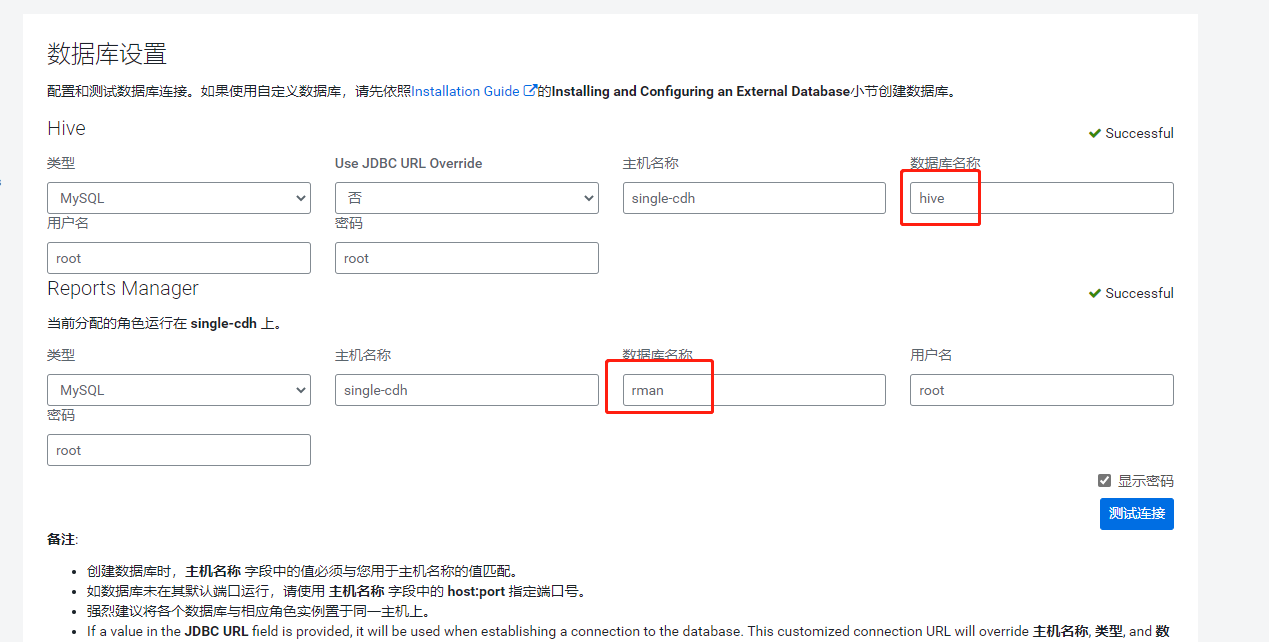 数据库设置
配置和测试数据库连接。如果使用自定义数据库，请先依照Installation Guide的Installing and Configuring an External Database小节创建数据库。
Hive
Successful
类型 Use JDBC URL Override 主机名称 数据库名称
MySQL 否 single-cdh hive
用户名 密码
root root
Reports Manager
Successful
当前分配的角色运行在 single-cdh 上。
类型 主机名称 数据库名称 用户名
MySQL single-cdh rman root
密码
root
显示密码
测试连接
备注:
• 创建数据库时，主机名称 字段中的值必须与您用于主机名称的值匹配。
• 如数据库未在其默认端口运行，请使用 主机名称 字段中的 host:port 指定端口号。
• 强烈建议将各个数据库与相应角色实例置于同一主机上。
• If a value in the JDBC URL field is provided, it will be used when establishing a connection to the database. This customized connection URL will override 主机名称, 类型, and 数